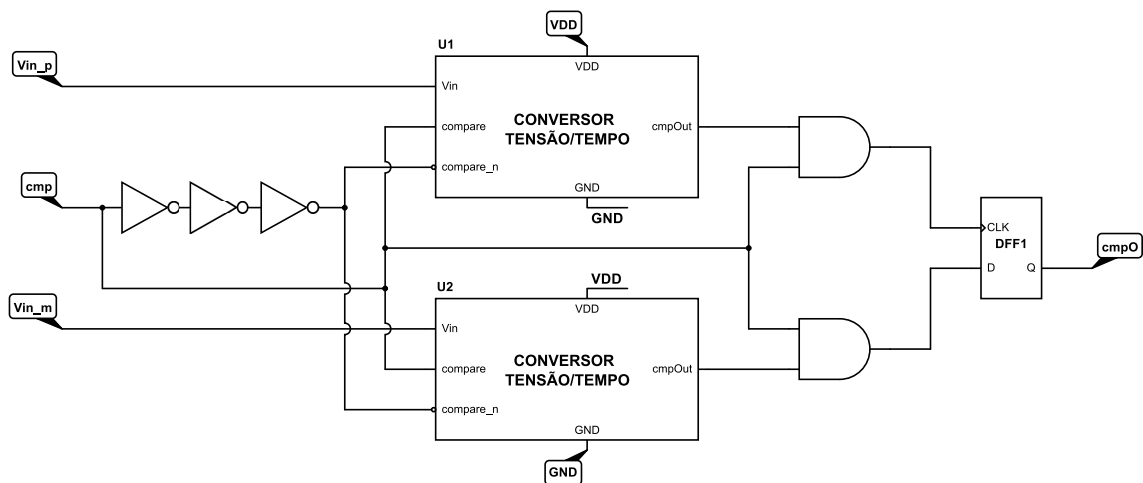 VDD
U1
Vin_p
VDD
Vin
CONVERSOR
TENSÃO/TEMPO
compare
cmpOut
compare_n
cmp
GND
GND
CLK
DFF1
cmpO
D
Q
U2
VDD
VDD
Vin_m
Vin
CONVERSOR
TENSÃO/TEMPO
compare
cmpOut
compare_n
GND
GND